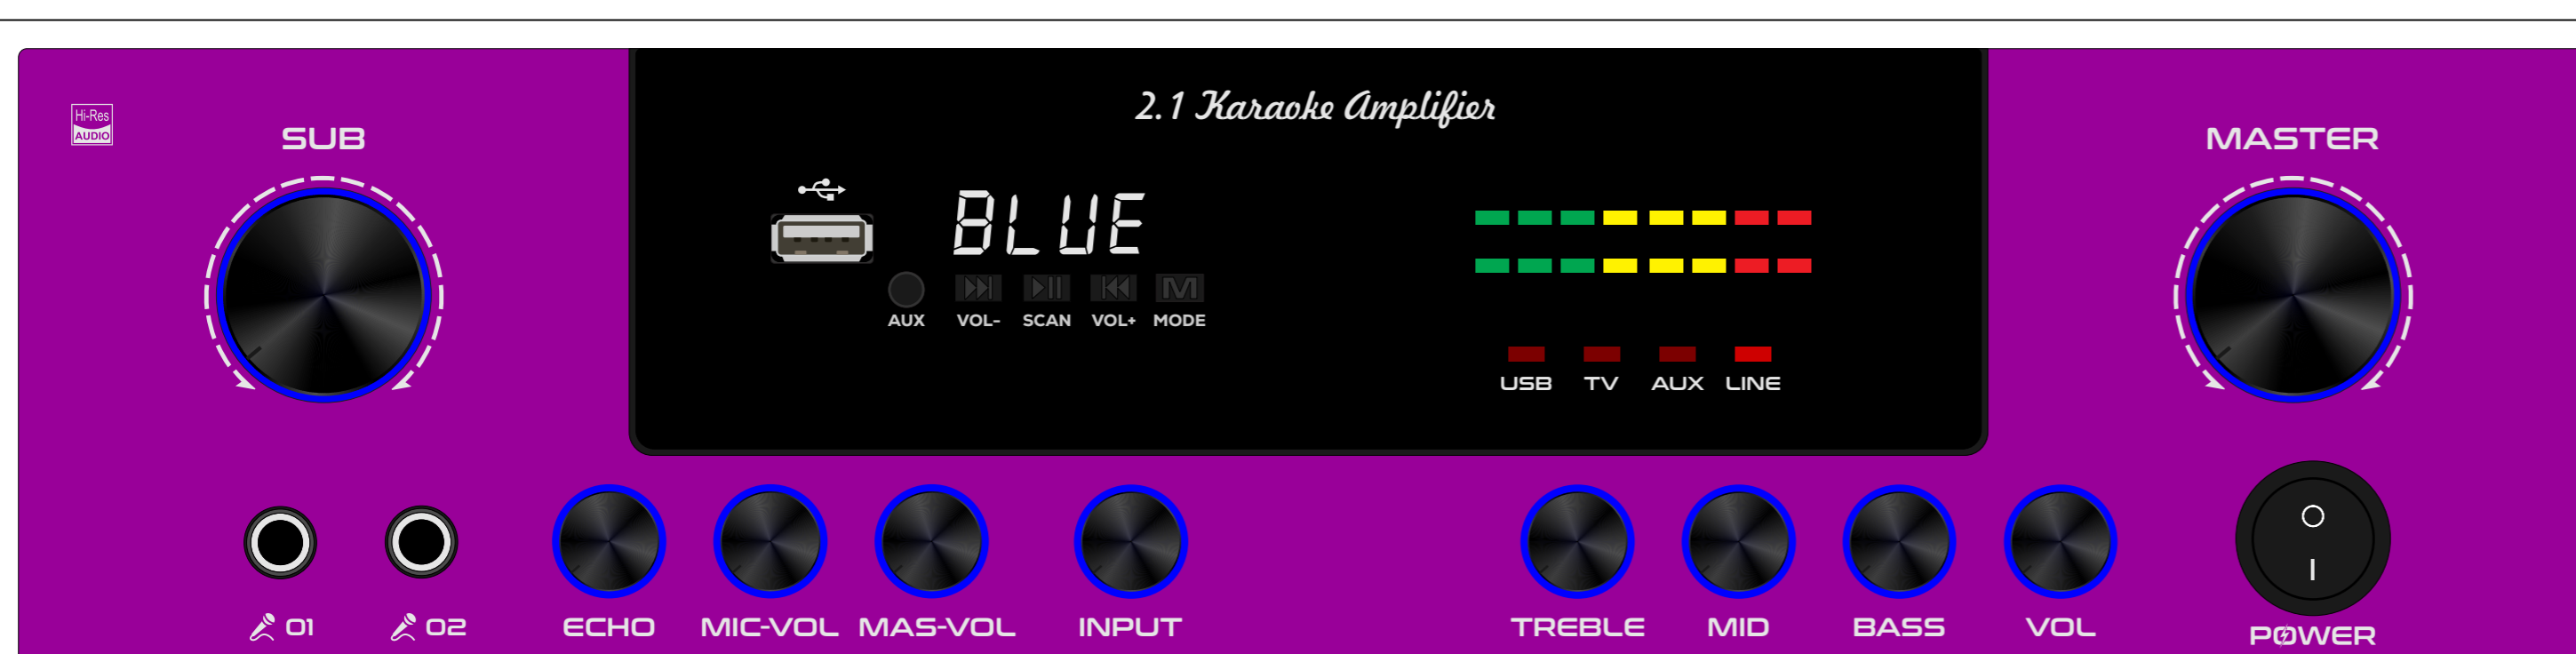 2.1 Karaoke Amplifier
Hi-Res
AUDIO
SUB
MASTER
BLUE
M
AUX VOL- SCAN VOL+ MODE
USB TV AUX LINE
01 02 ECHO MIC-VOL MAS-VOL INPUT TREBLE MID BASS VOL
POWER